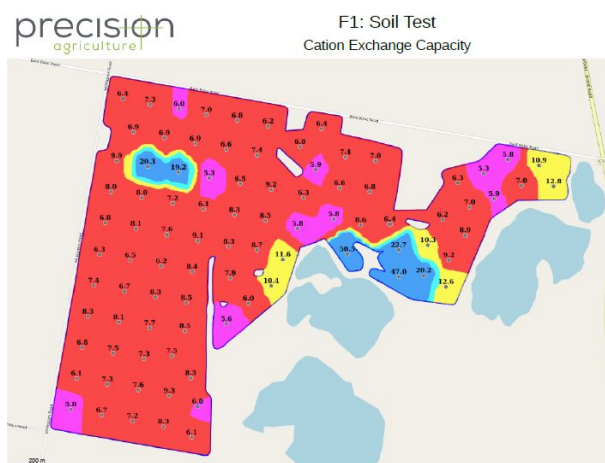 precision
agriculture
F1: Soil Test
Cation Exchange Capacity
6.4 7.3 6.0 7.0 6.8 6.2 6.4
6.9 6.9 6.9 6.6 7.4 6.8 7.4 7.0
9.9 20.3 19.2 5.3 6.5 9.2 5.9 6.6 6.8
8.0 8.0 7.2 6.1 8.3 8.5 6.3 5.8 5.8 8.6 6.4
6.3 5.3 5.8 10.9 12.8 7.0 5.9 7.0 6.2 8.9
6.8 8.1 7.6 9.1 8.3 8.7 11.6
50.5 22.7 10.3 9.2 47.0 20.2 12.6
6.3 6.5 6.2 8.4 7.9 10.4
7.4 6.7 8.3 8.5 6.0
8.3 8.1 7.7 8.5 5.6
6.8 7.5 7.3 7.5
6.1 7.3 7.6 9.3 8.3
5.8 6.7 7.2 8.3 6.0
6.1
200 m